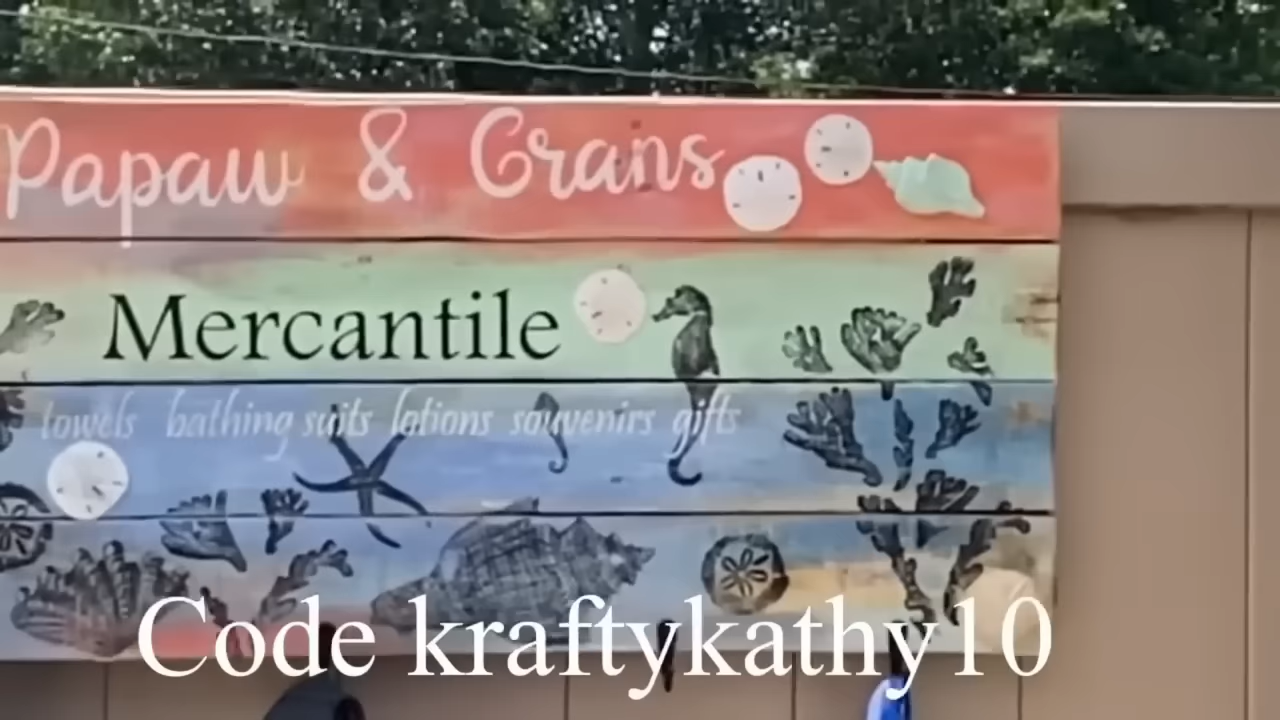 Papaw & Grans
Mercantile
towels bathing suits lotions souvenirs gifts
Code kraftykathy10